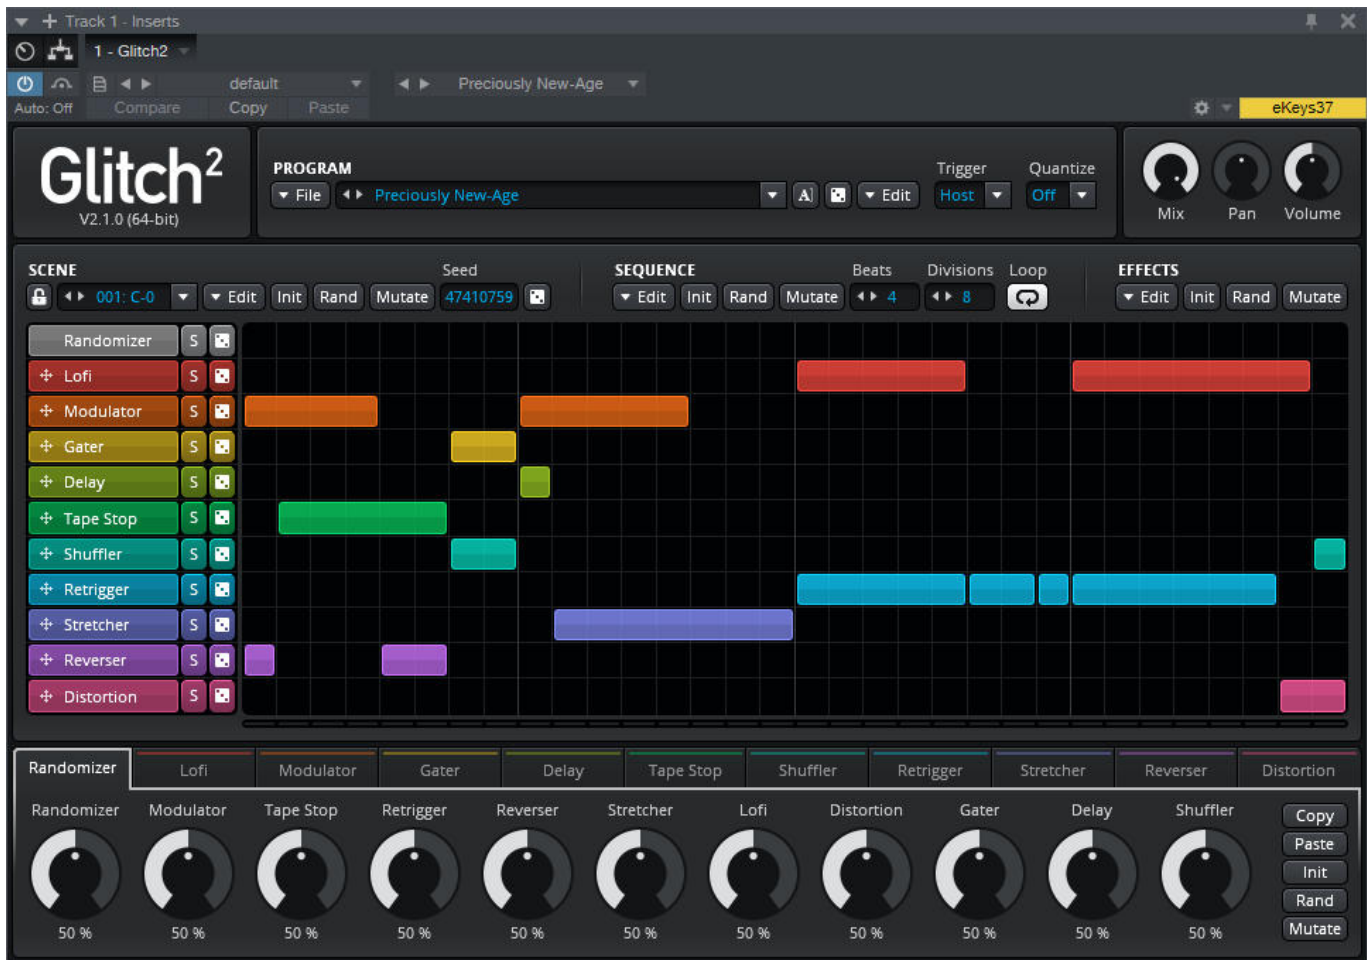 Track 1 - Inserts
1 - Glitch2
default Preciously New-Age
Auto: Off Compare Copy Paste eKeys37
Glitch2
V2.1.0 (64-bit)
PROGRAM Trigger Quantize
File Preciously New-Age A Edit Host Off
Mix Pan Volume
SCENE Seed SEQUENCE Beats Divisions Loop EFFECTS
001: C-0 Edit Init Rand Mutate 47410759 Edit Init Rand Mutate 4 8 Edit Init Rand Mutate
Randomizer S
Lofi S
Modulator S
Gater S
Delay S
Tape Stop S
Shuffler S
Retrigger S
Stretcher S
Reverser S
Distortion S
Randomizer Lofi Modulator Gater Delay Tape Stop Shuffler Retrigger Stretcher Reverser Distortion
Randomizer Modulator Tape Stop Retrigger Reverser Stretcher Lofi Distortion Gater Delay Shuffler
50 % 50 % 50 % 50 % 50 % 50 % 50 % 50 % 50 % 50 % 50 %
Copy
Paste
Init
Rand
Mutate